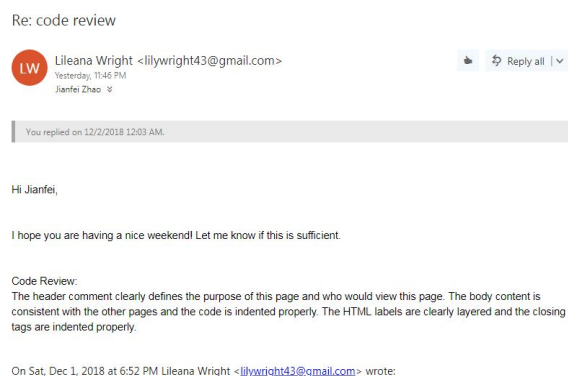 Re: code review
LW
Lileana Wright <lilywright43@gmail.com>
Reply all
Yesterday, 11:46 PM
Jianfei Zhao
You replied on 12/2/2018 12:03 AM.
Hi Jianfei,
I hope you are having a nice weekend! Let me know if this is sufficient.
Code Review:
The header comment clearly defines the purpose of this page and who would view this page. The body content is
consistent with the other pages and the code is indented properly. The HTML labels are clearly layered and the closing
tags are indented properly.
On Sat, Dec 1, 2018 at 6:52 PM Lileana Wright <lilywright43@gmail.com> wrote: